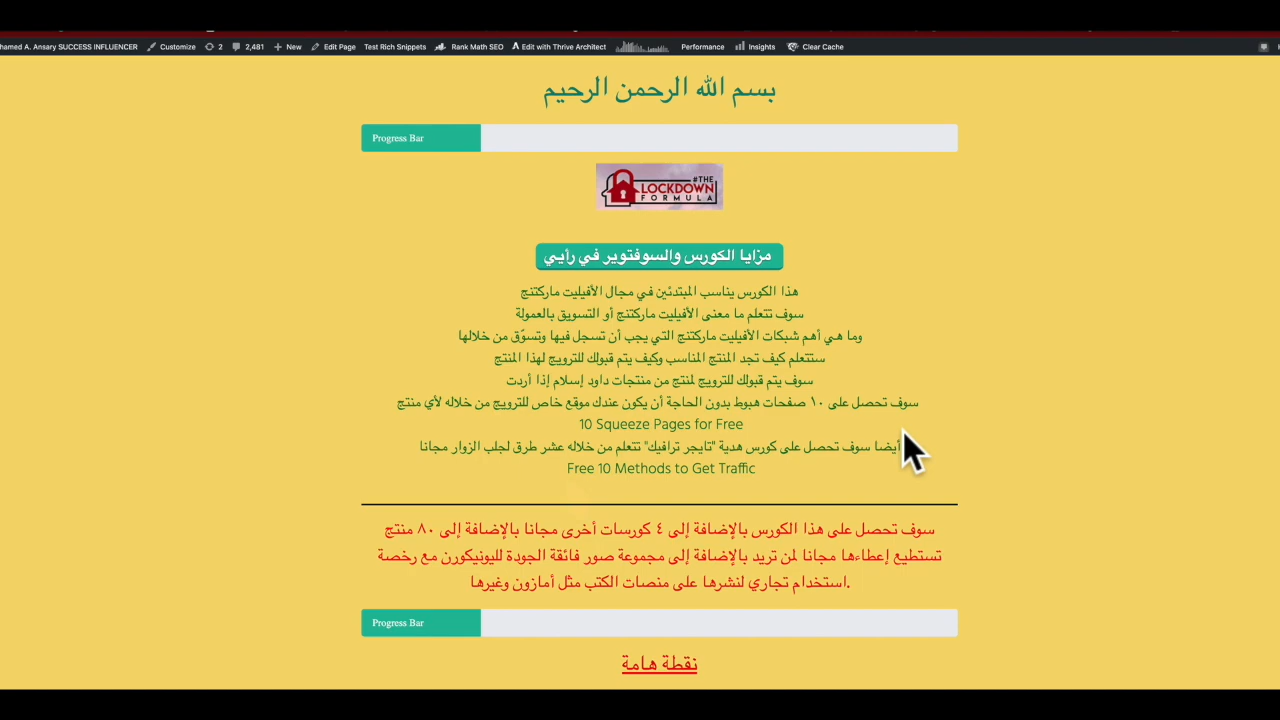 hamed A. Ansary SUCCESS INFLUENCER Customize 2 2,481 New Edit Page Test Rich Snippets Rank Math SEO Edit with Thrive Architect Performance Insights Clear Cache
بسم الله الرحمن الرحيم
Progress Bar
#THE
LOCKDOWN
FORMULA
مزايا الكورس والسوفتوير في رأيي
هذا الكورس يناسب المبتدئين في مجال الأفيليت ماركتنج
سوف تتعلم ما معنى الأفيليت ماركتنج أو التسويق بالعمولة
وما هي أهم شبكات الأفيليت ماركتنج التي يجب أن تسجل فيها وتسوّق من خلالها
ستتعلم كيف تجد المنتج المناسب وكيف يتم قبولك للترويج لهذا المنتج
سوف يتم قبولك للترويج لمنتج من منتجات داود إسلام إذا أردت
سوف تحصل على ١٠ صفحات هبوط بدون الحاجة أن يكون عندك موقع خاص للترويج من خلاله لأي منتج
10 Squeeze Pages for Free
أيضا سوف تحصل على كورس هدية "تايجر ترافيك" تتعلم من خلاله عشر طرق لجلب الزوار مجانا
Free 10 Methods to Get Traffic
سوف تحصل على هذا الكورس بالإضافة إلى ٤ كورسات أخرى مجانا بالإضافة إلى ٨٠ منتج
تستطيع إعطاءها مجانا لمن تريد بالإضافة إلى مجموعة صور فائقة الجودة لليونيكورن مع رخصة
استخدام تجاري لنشرها على منصات الكتب مثل أمازون وغيرها.
Progress Bar
نقطة هامة